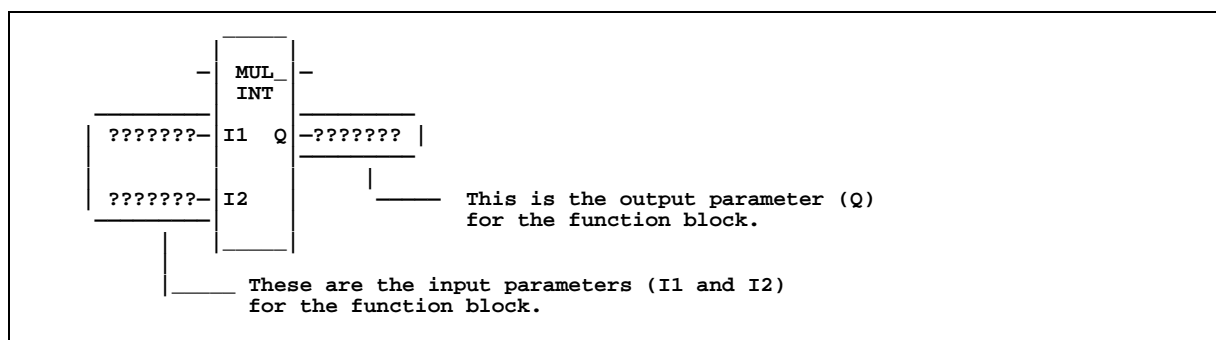 MUL_
INT
??????? I1 Q ???????
??????? I2
This is the output parameter (Q)
for the function block.
These are the input parameters (I1 and I2)
for the function block.